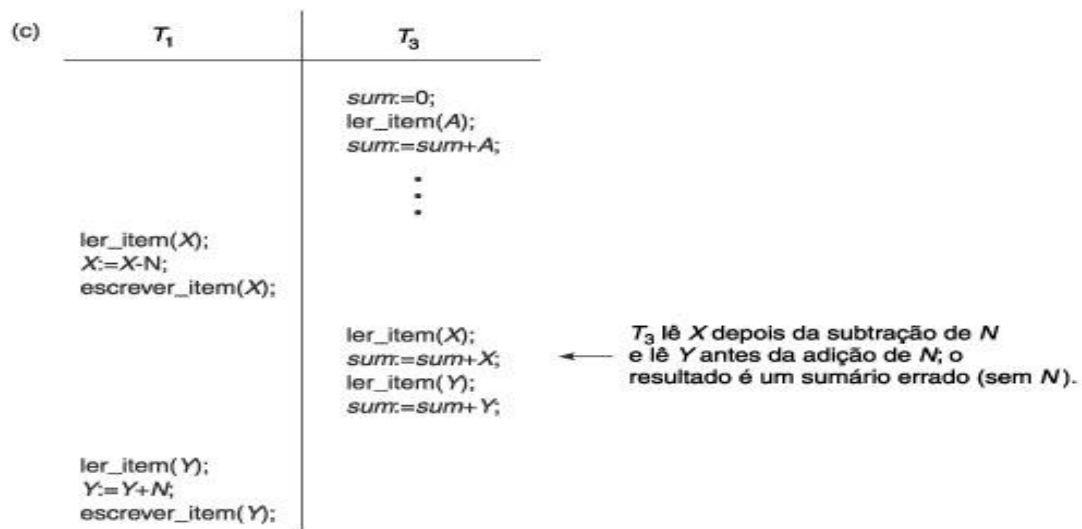 (c) T1 T3
sum:=0;
ler_item(A);
sum:=sum+A;
ler_item(X);
X:=X-N;
escrever_item(X);
ler_item(X);
sum:=sum+X;
ler_item(Y);
sum:=sum+Y;
T3 lê X depois da subtração de N
e lê Y antes da adição de N; o
resultado é um sumário errado (sem N).
ler_item(Y);
Y:=Y+N;
escrever_item(Y);